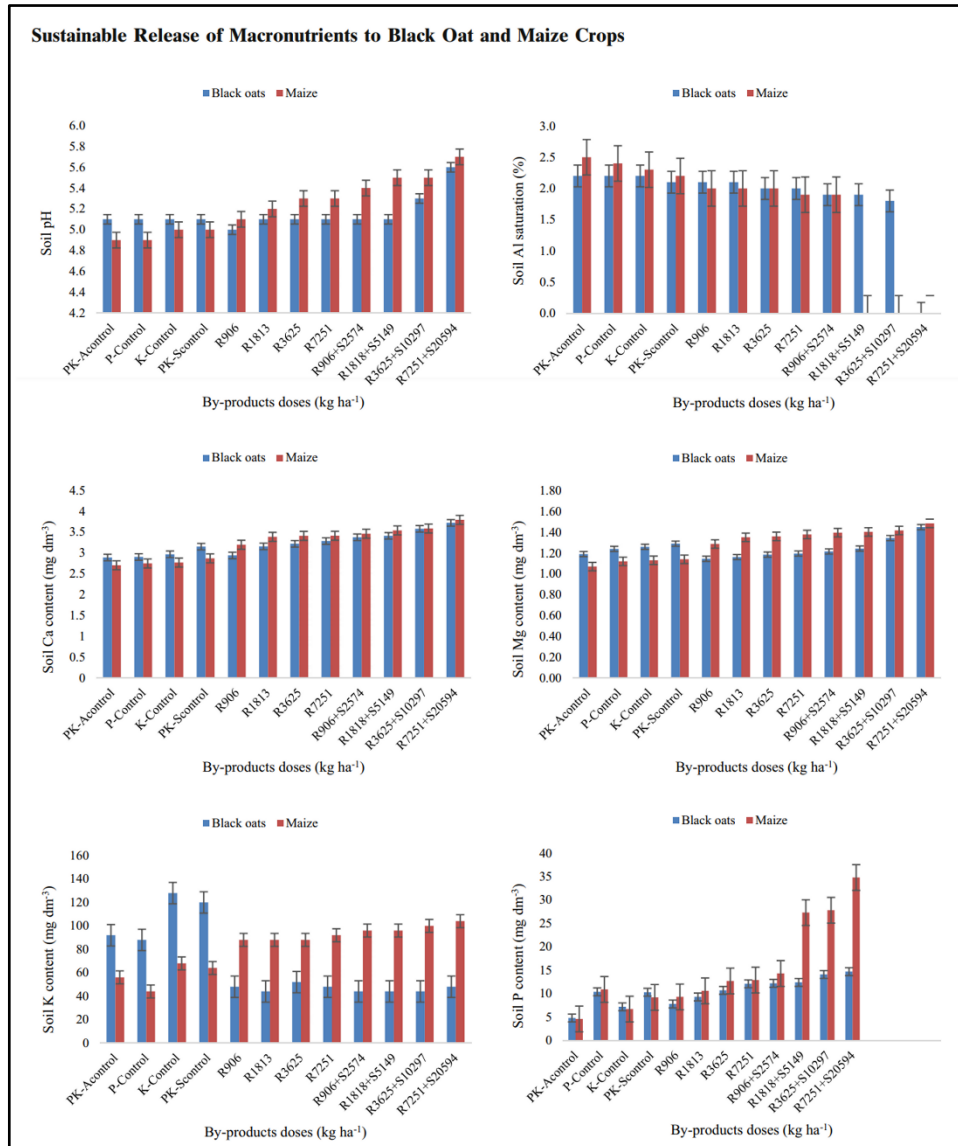 Sustainable Release of Macronutrients to Black Oat and Maize Crops
Black oats Maize
6.0
5.8
5.6
5.4
5.2
5.0
4.8
4.6
4.4
4.2
Soil pH
PK-Acontrol
P-Control
K-Control
PK-Scontrol
R906
R1813
R3625
R7251
R906+S2574
R1818+S5149
R3625+S10297
R7251+S20594
By-products doses (kg ha-1)
Black oats Maize
3.0
2.5
2.0
1.5
1.0
0.5
0.0
Soil Al saturation (%)
PK-Acontrol
P-Control
K-Control
PK-Scontrol
R906
R1813
R3625
R7251
R906+S2574
R1818+S5149
R3625+S10297
R7251+S20594
By-products doses (kg ha-1)
Black oats Maize
4.5
4
3.5
3
2.5
2
1.5
1
0.5
0
Soil Ca content (mg dm-3)
PK-Acontrol
P-Control
K-Control
PK-Scontrol
R906
R1813
R3625
R7251
R906+S2574
R1818+S5149
R3625+S10297
R7251+S20594
By-products doses (kg ha-1)
Black oats Maize
1.80
1.60
1.40
1.20
1.00
0.80
0.60
0.40
0.20
0.00
Soil Mg content (mg dm-3)
PK-Acontrol
P-Control
K-Control
PK-Scontrol
R906
R1813
R3625
R7251
R906+S2574
R1818+S5149
R3625+S10297
R7251+S20594
By-products doses (kg ha-1)
Black oats Maize
160
140
120
100
80
60
40
20
0
Soil K content (mg dm-3)
PK-Acontrol
P-Control
K-Control
PK-Scontrol
R906
R1813
R3625
R7251
R906+S2574
R1818+S5149
R3625+S10297
R7251+S20594
By-products doses (kg ha-1)
Black oats Maize
40
35
30
25
20
15
10
5
0
Soil P content (mg dm-3)
PK-Acontrol
P-Control
K-Control
PK-Scontrol
R906
R1813
R3625
R7251
R906+S2574
R1818+S5149
R3625+S10297
R7251+S20594
By-products doses (kg ha-1)